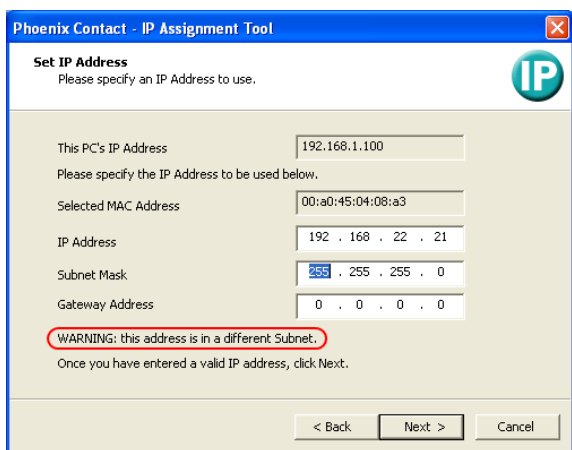 Phoenix Contact - IP Assignment Tool
Set IP Address
Please specify an IP Address to use.
IP
This PC's IP Address 192.168.1.100
Please specify the IP Address to be used below.
Selected MAC Address 00:a0:45:04:08:a3
IP Address 192 . 168 . 22 . 21
Subnet Mask 255 . 255 . 255 . 0
Gateway Address 0 . 0 . 0 . 0
WARNING: this address is in a different Subnet.
Once you have entered a valid IP address, click Next.
< Back Next > Cancel